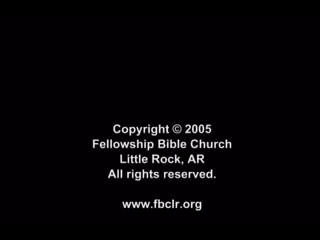 Copyright © 2005
Fellowship Bible Church
Little Rock, AR
All rights reserved.
www.fbclr.org